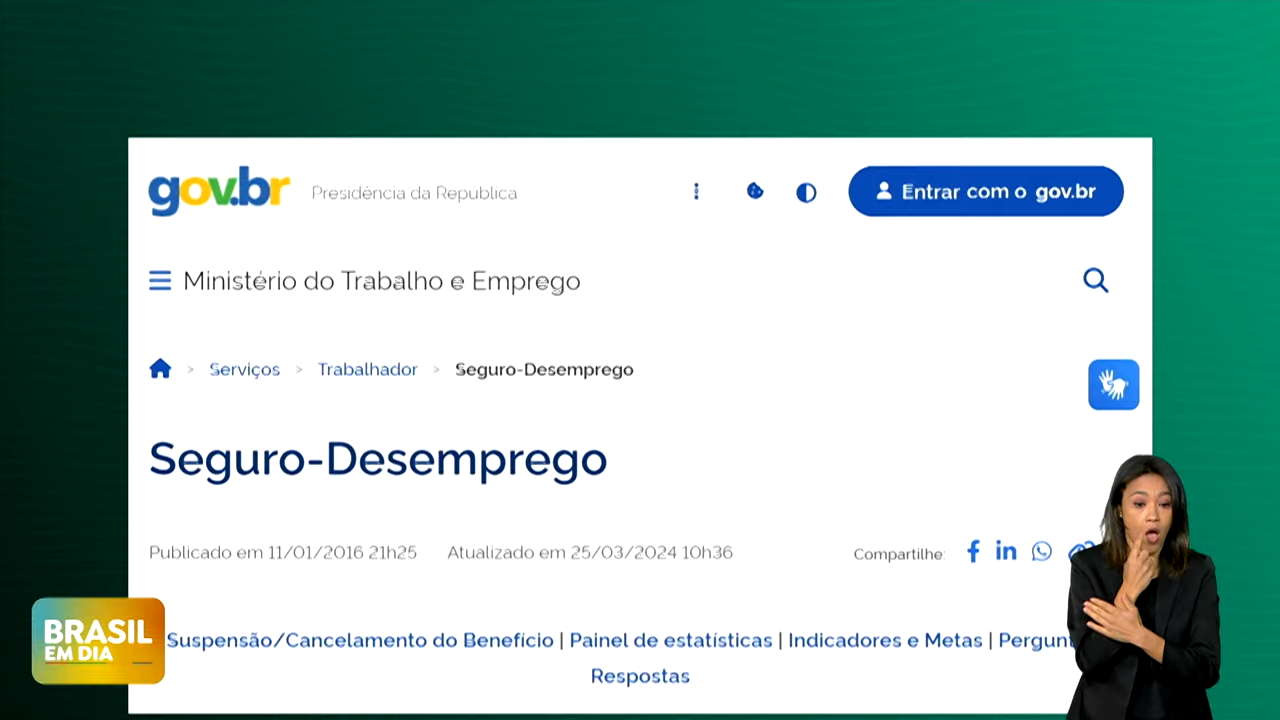 gov.br
Presidência da Republica
Entrar com o gov.br
Ministério do Trabalho e Emprego
> Serviços > Trabalhador > Seguro-Desemprego
Seguro-Desemprego
Publicado em 11/01/2016 21h25 Atualizado em 25/03/2024 10h36
Compartilhe:
Suspensão/Cancelamento do Benefício | Painel de estatísticas | Indicadores e Metas |
Respostas
BRASIL
EM DIA